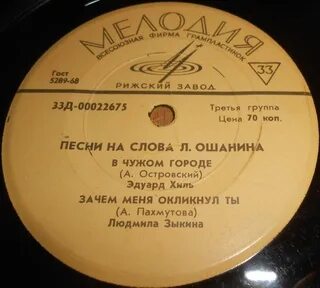 МЕЛОДИЯ
ВСЕСОЮЗНАЯ ФИРМА ГРАМПЛАСТИНОК
33
РИЖСКИЙ ЗАВОД
Гост
5289-68
33Д-00022675
Третья группа
Цена 70 коп.
ПЕСНИ НА СЛОВА Л. ОШАНИНА
В ЧУЖОМ ГОРОДЕ
(А. Островский)
Эдуард Хиль
ЗАЧЕМ МЕНЯ ОКЛИКНУЛ ТЫ
(А. Пахмутова)
Людмила Зыкина